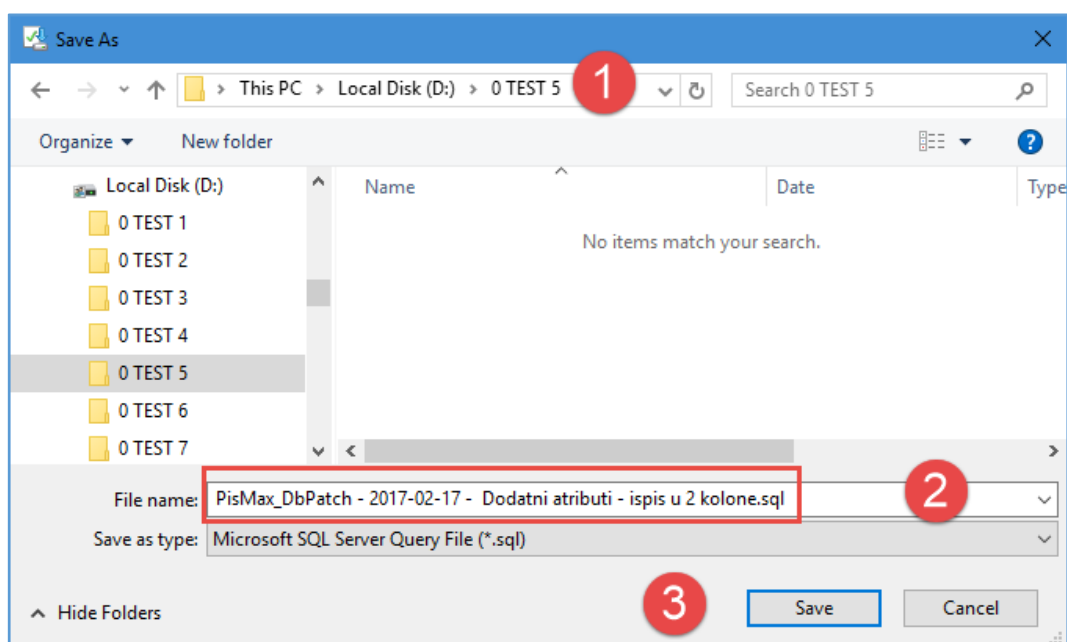 Save As
This PC > Local Disk (D:) > 0 TEST 5
1
Search 0 TEST 5
Organize
New folder
?
Local Disk (D:)
Name
Date
Type
0 TEST 1
0 TEST 2
No items match your search.
0 TEST 3
0 TEST 4
0 TEST 5
0 TEST 6
0 TEST 7
File name: PisMax_DbPatch - 2017-02-17 -  Dodatni atributi - ispis u 2 kolone.sql
2
Save as type: Microsoft SQL Server Query File (*.sql)
Hide Folders
3
Save
Cancel